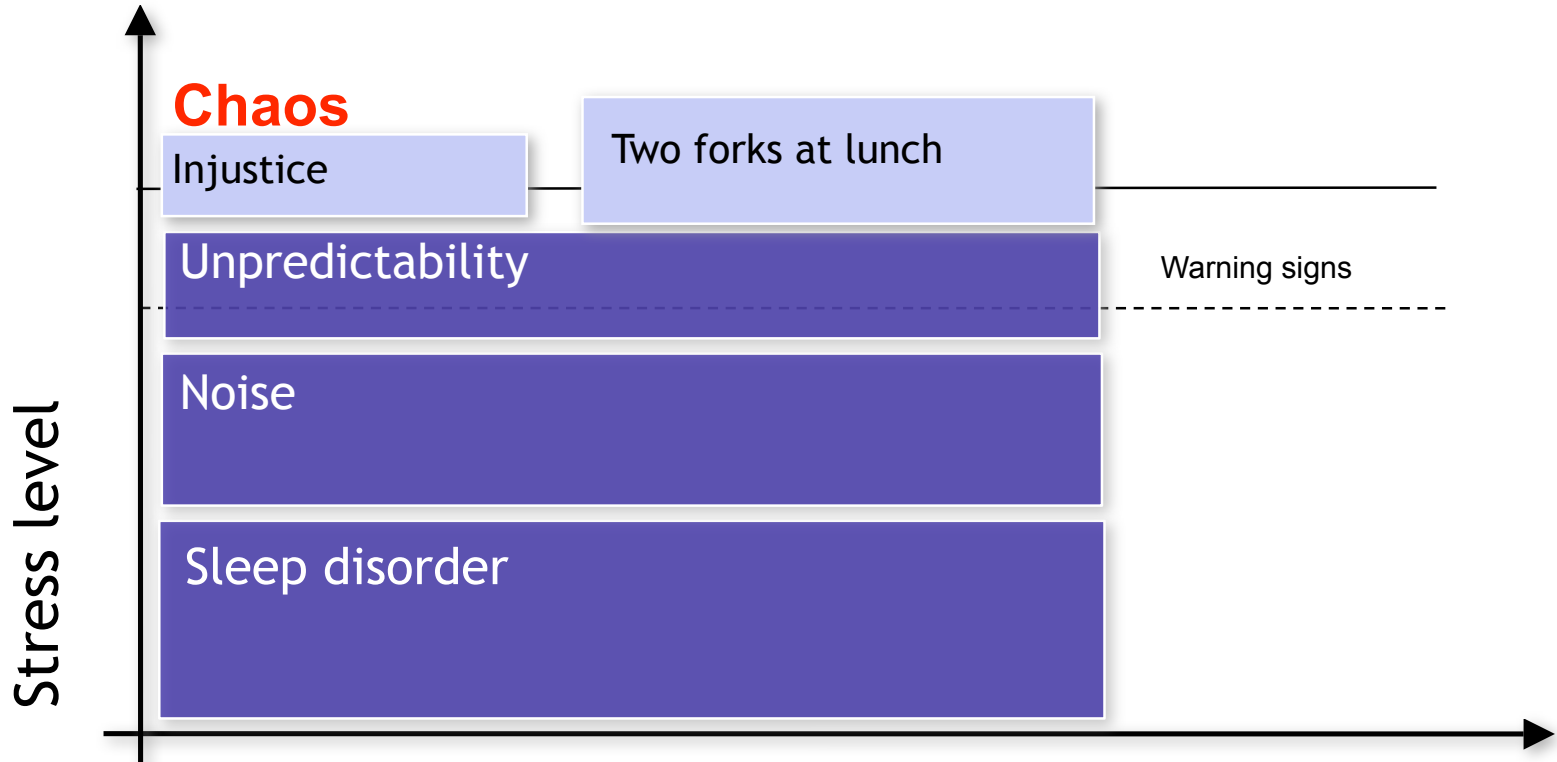 Chaos
Injustice
Two forks at lunch
Unpredictability
Warning signs
Noise
Sleep disorder
Stress level